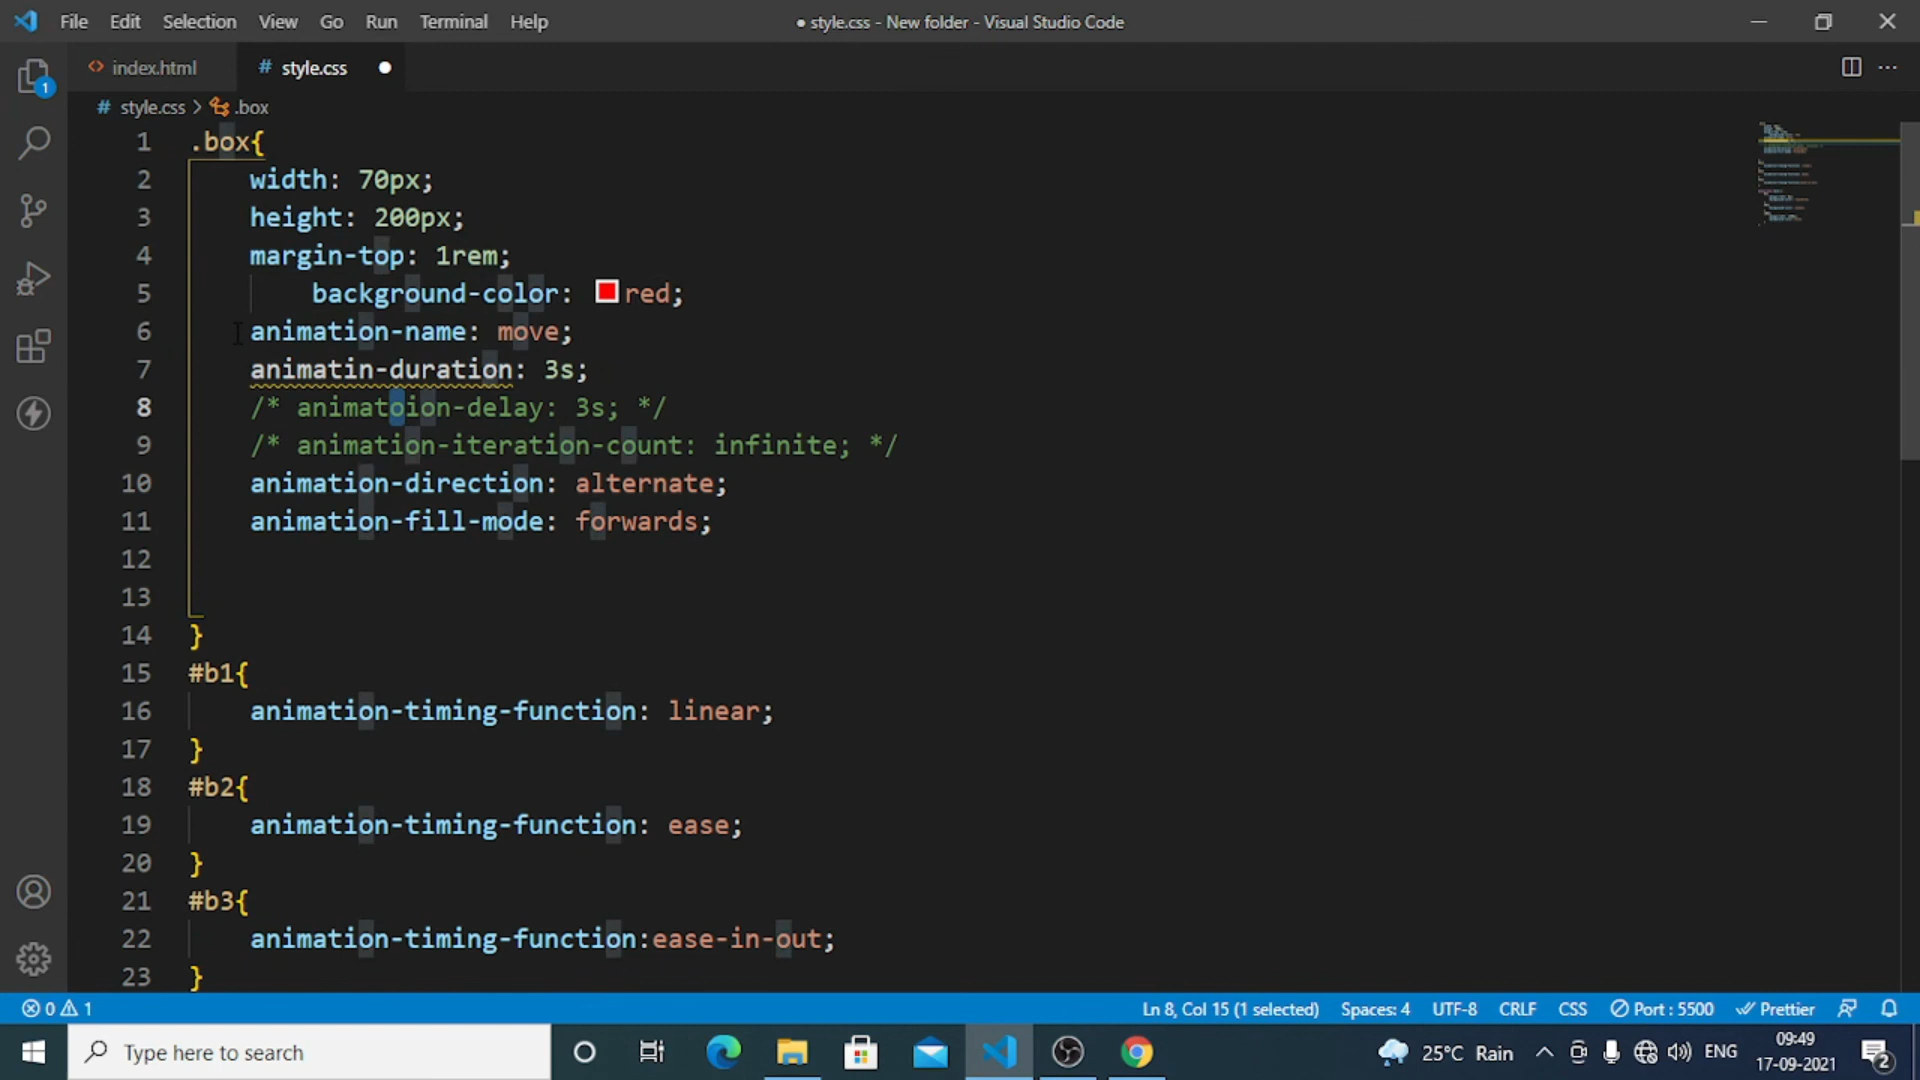 File Edit Selection View Go Run Terminal Help
● style.css - New folder - Visual Studio Code
1
<> index.html # style.css ●
# style.css > .box
1 .box{
2 width: 70px;
3 height: 200px;
4 margin-top: 1rem;
5 background-color: red;
6 animation-name: move;
7 animatin-duration: 3s;
8 /* animatoion-delay: 3s; */
9 /* animation-iteration-count: infinite; */
10 animation-direction: alternate;
11 animation-fill-mode: forwards;
12
13
14 }
15 #b1{
16 animation-timing-function: linear;
17 }
18 #b2{
19 animation-timing-function: ease;
20 }
21 #b3{
22 animation-timing-function:ease-in-out;
23 }
0 1 Ln 8, Col 15 (1 selected) Spaces: 4 UTF-8 CRLF CSS Port : 5500 Prettier
Type here to search 25°C Rain ENG 09:49
17-09-2021 2